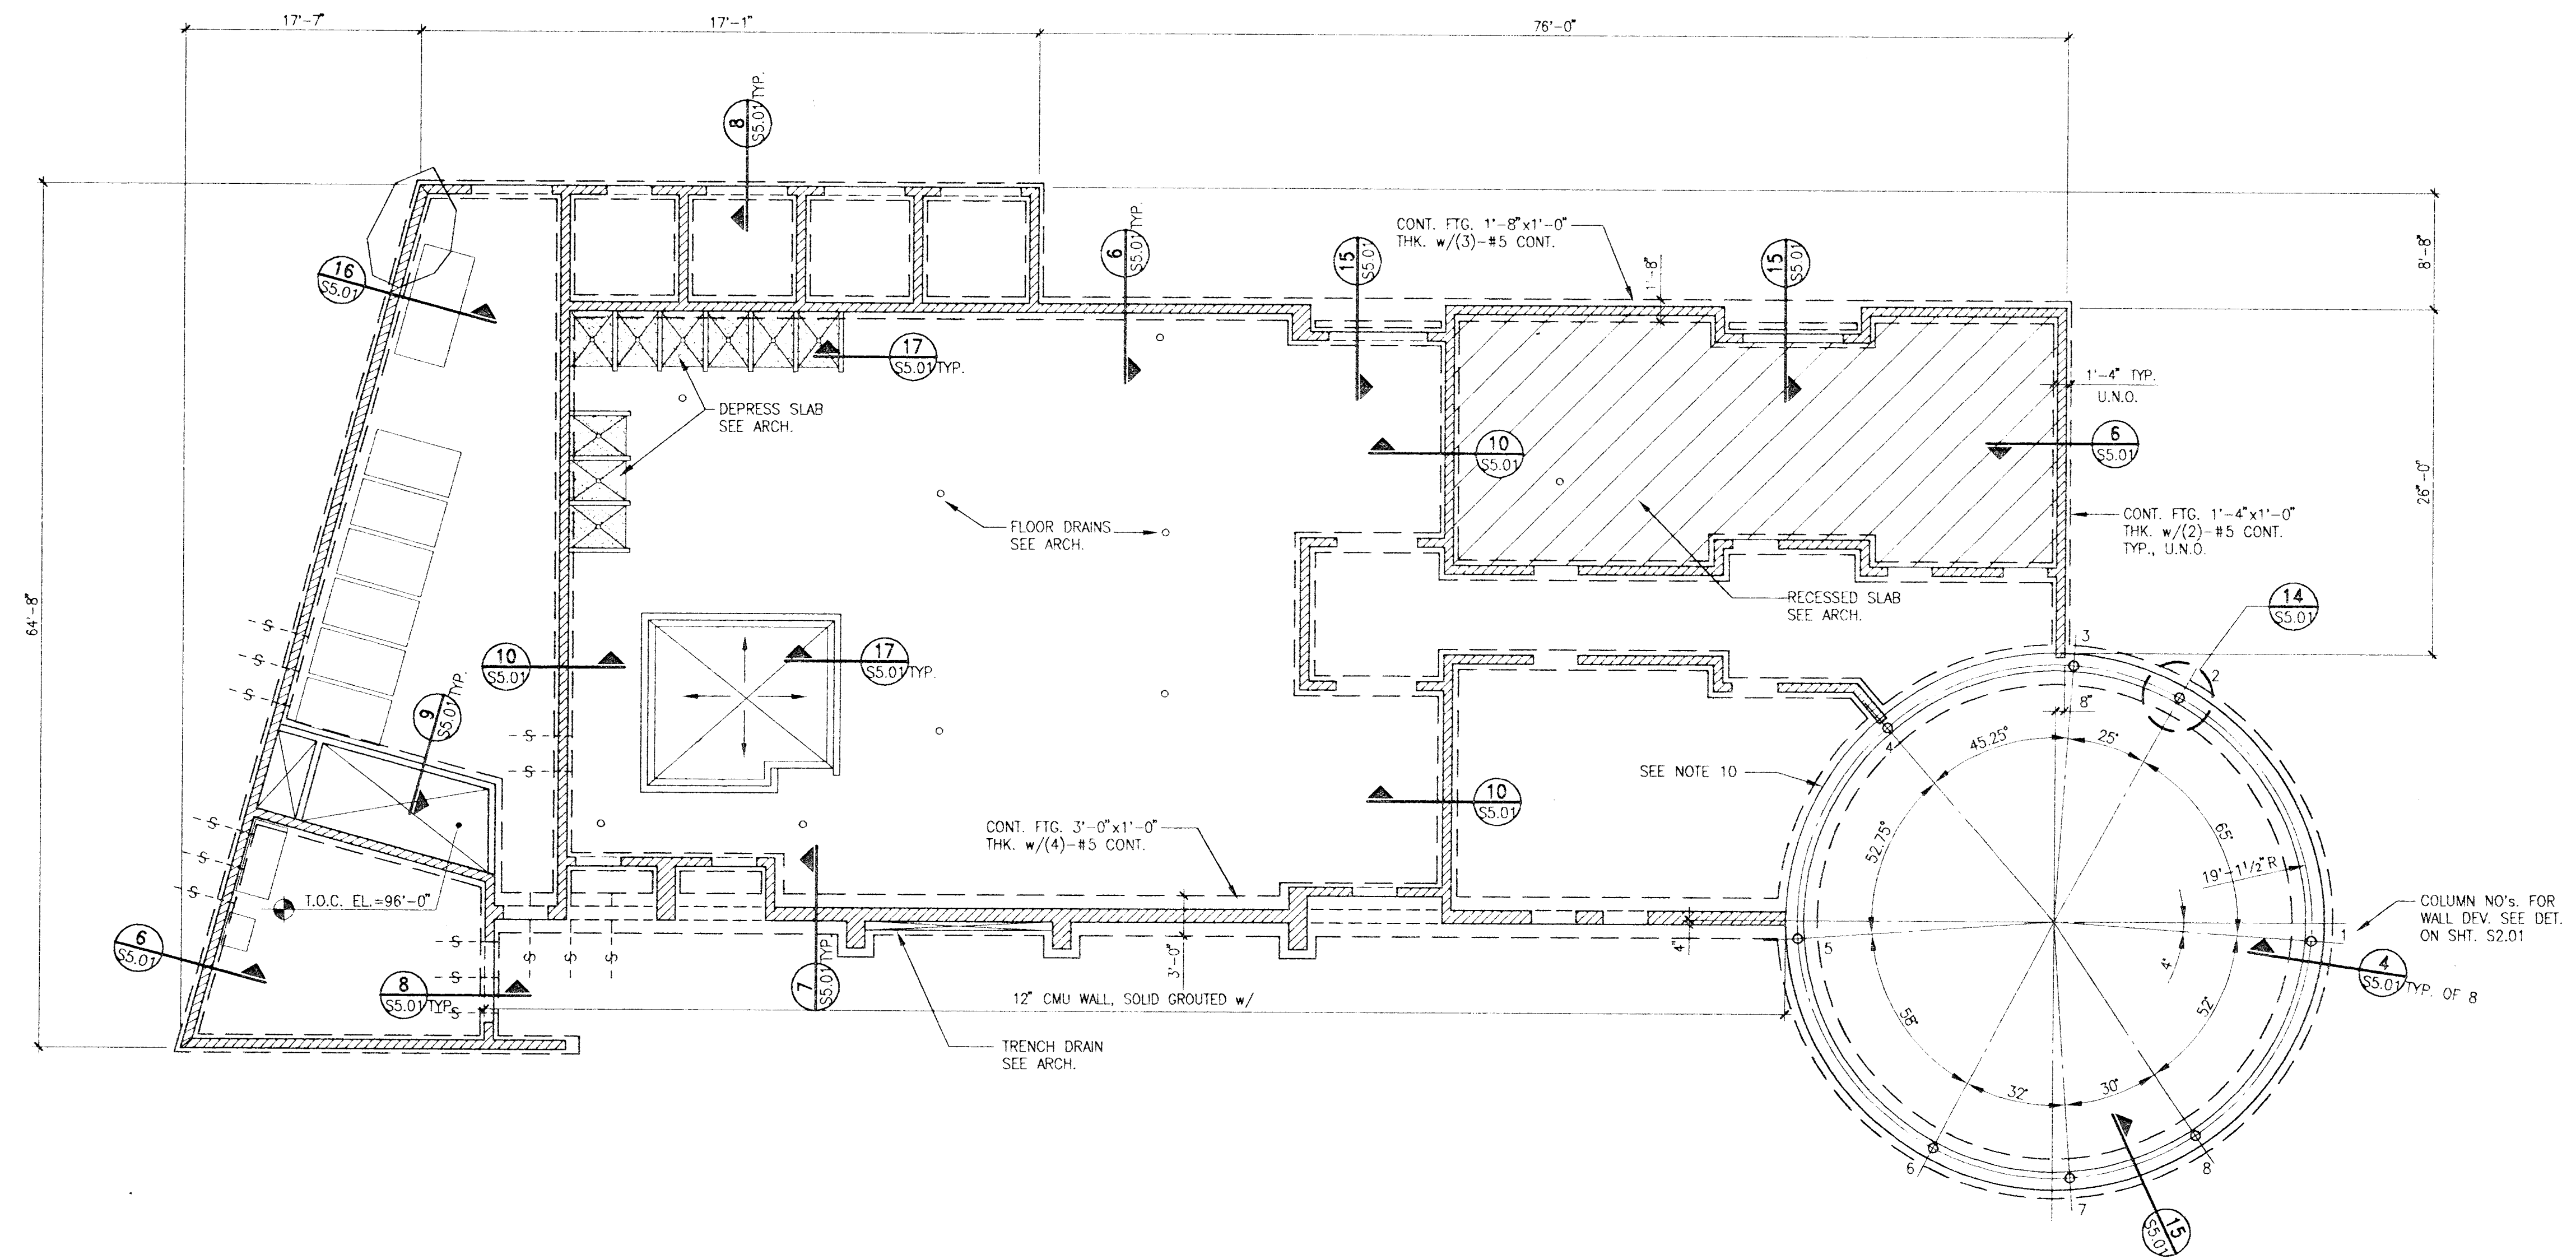 17'-7"
17'-1"
76'-0"
8
S5.01 TYP.
6
S5.01 TYP.
15
S5.01
CONT. FTG. 1'-8"x1'-0"
THK. w/(3)-#5 CONT.
1'-8"
15
S5.01
8'-8"
16
S5.01
17
S5.01 TYP.
1'-4" TYP.
U.N.O.
DEPRESS SLAB
SEE ARCH.
10
S5.01
6
S5.01
26'-0"
FLOOR DRAINS
SEE ARCH.
CONT. FTG. 1'-4"x1'-0"
THK. w/(2)-#5 CONT.
TYP., U.N.O.
64'-8"
RECESSED SLAB
SEE ARCH.
14
S5.01
S
S
S
10
S5.01
17
S5.01 TYP.
3
2
8"
9
S5.01 TYP.
S
S
4
45.25°
25°
SEE NOTE 10
10
S5.01
S
S
S
CONT. FTG. 3'-0"x1'-0"
THK. w/(4)-#5 CONT.
52.75°
65°
19'-1 1/2" R
T.O.C. EL.=96'-0"
COLUMN NO's. FOR
WALL DEV. SEE DET.
ON SHT. S2.01
6
S5.01
S
S
S
S
S
S
4"
3'-0"
5
1
4°
4
S5.01 TYP. OF 8
8
S5.01 TYP.
7
S5.01 TYP
12" CMU WALL, SOLID GROUTED w/
58°
52°
TRENCH DRAIN
SEE ARCH.
32°
30°
6
7
8
15
S5.01